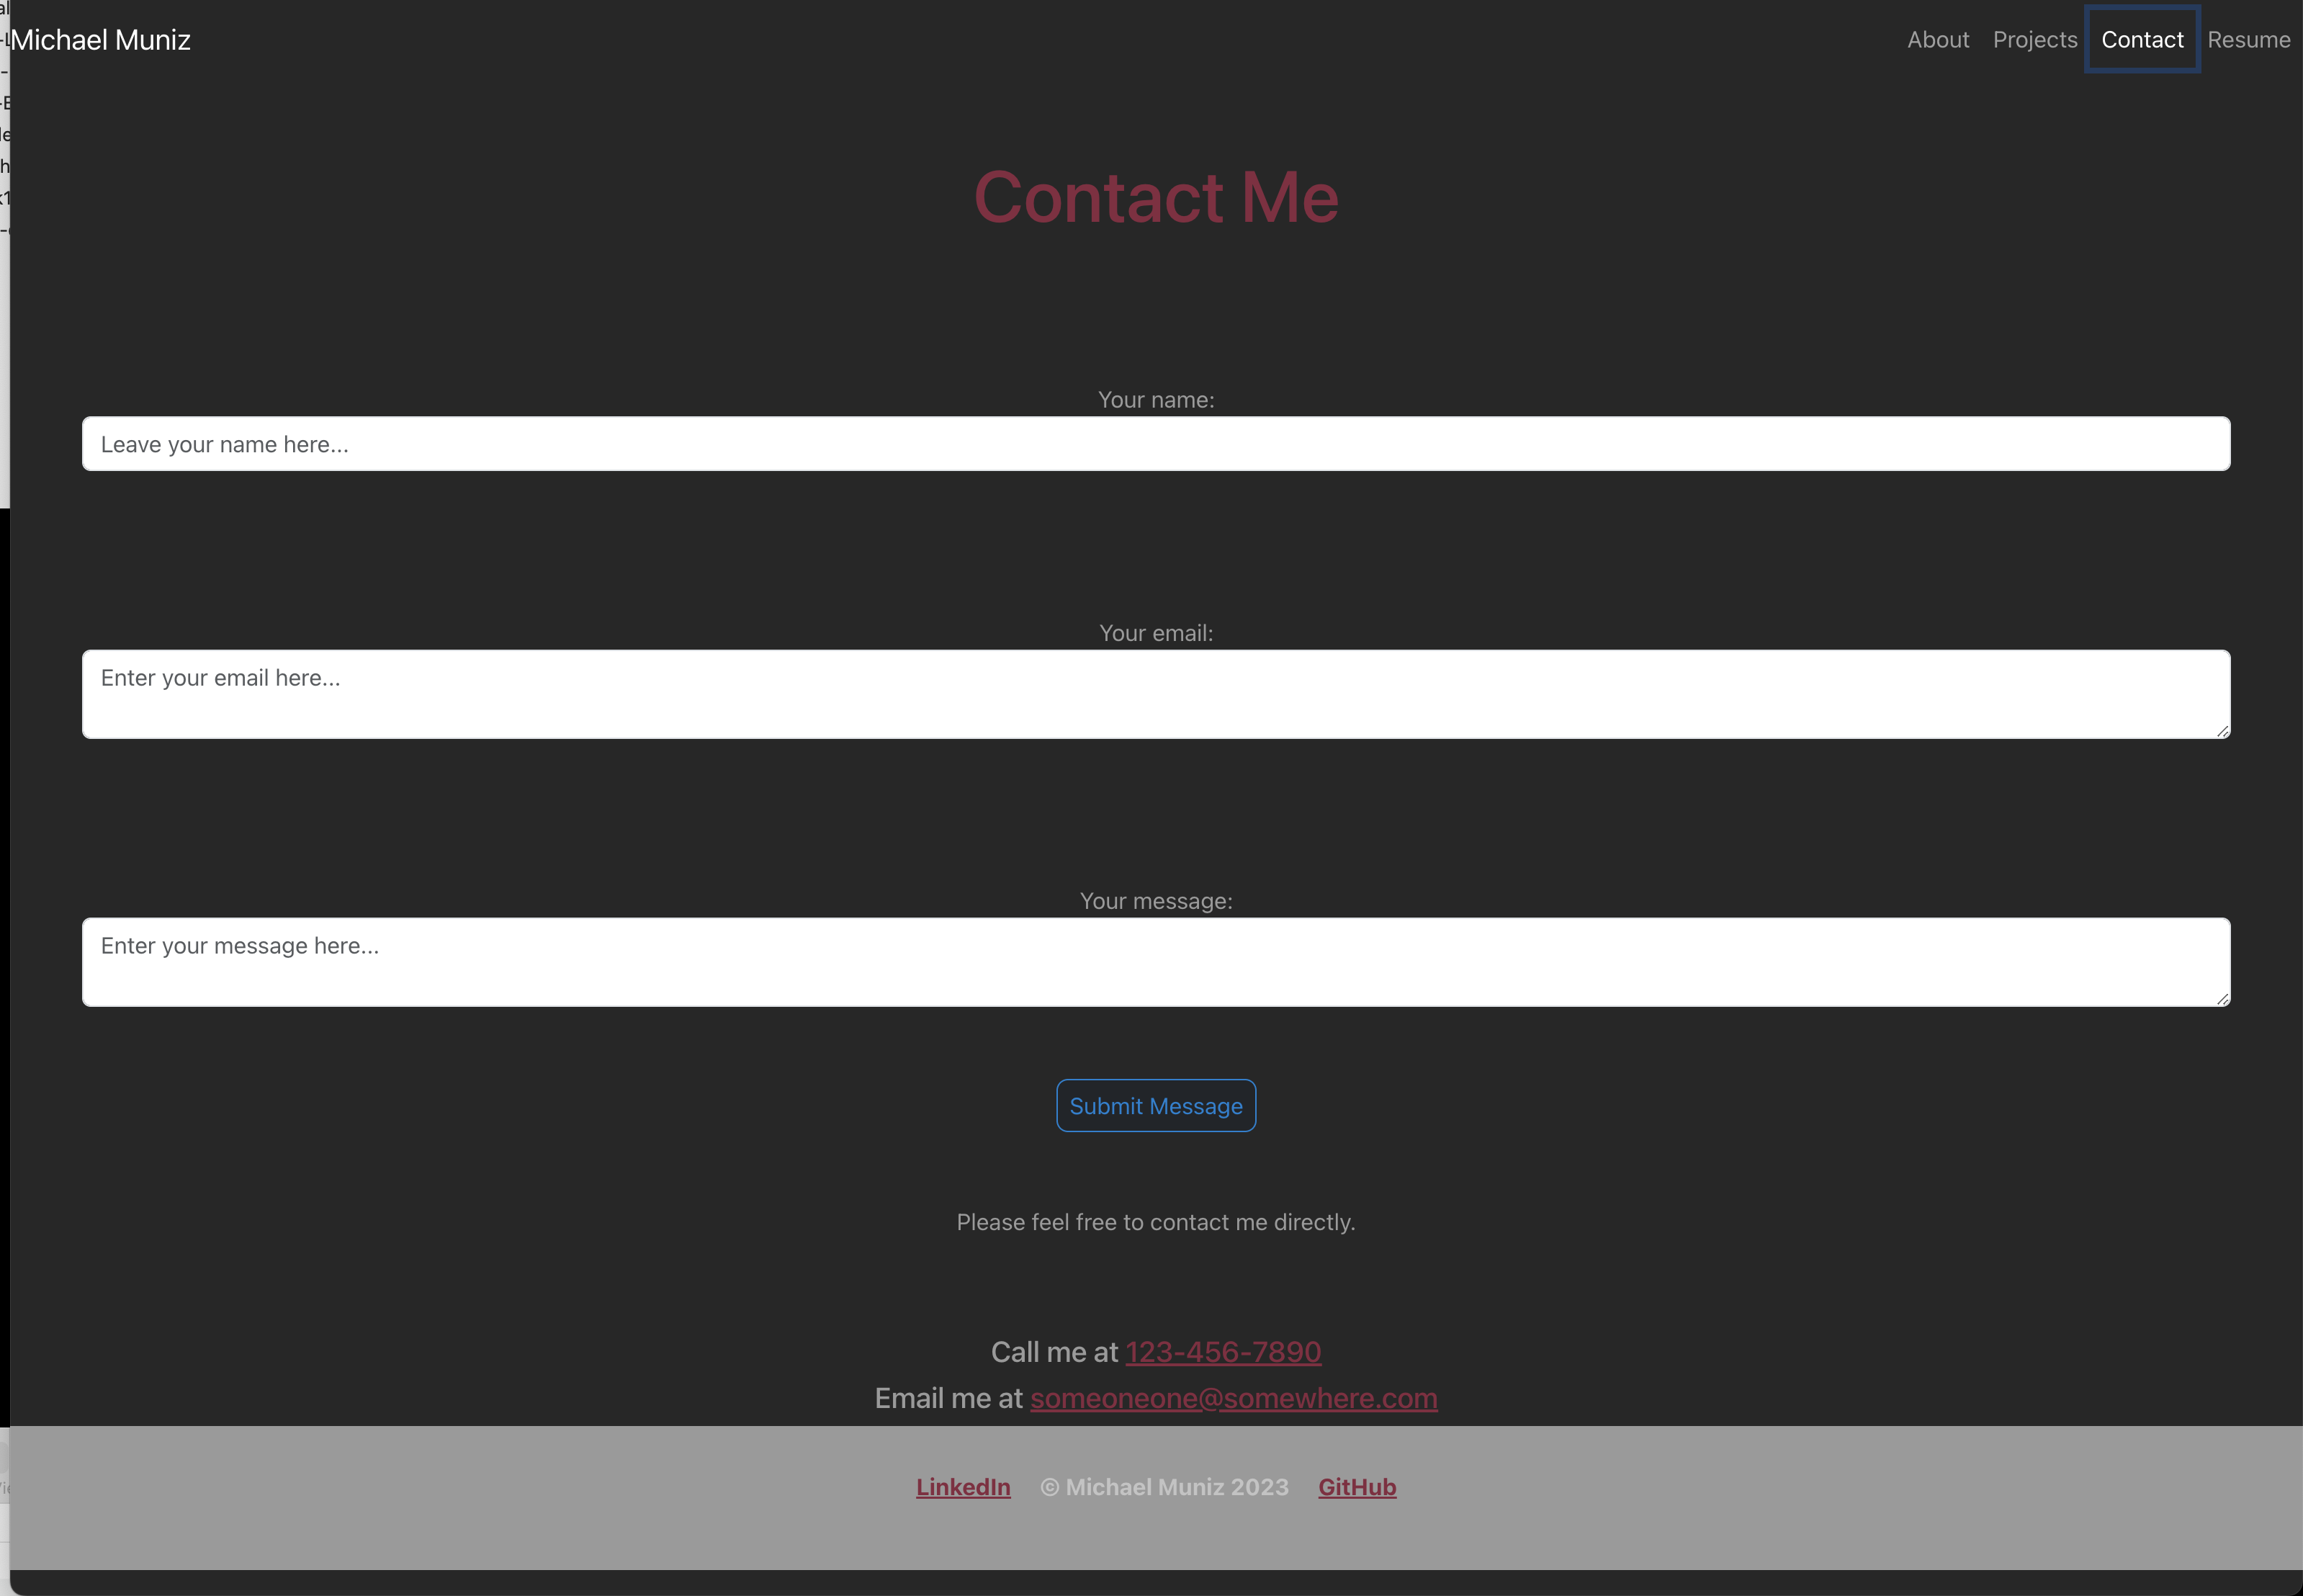 Michael Muniz
About Projects Contact Resume
Contact Me
Your name:
Leave your name here...
Your email:
Enter your email here...
Your message:
Enter your message here...
Submit Message
Please feel free to contact me directly.
Call me at 123-456-7890
Email me at someoneone@somewhere.com
LinkedIn © Michael Muniz 2023 GitHub